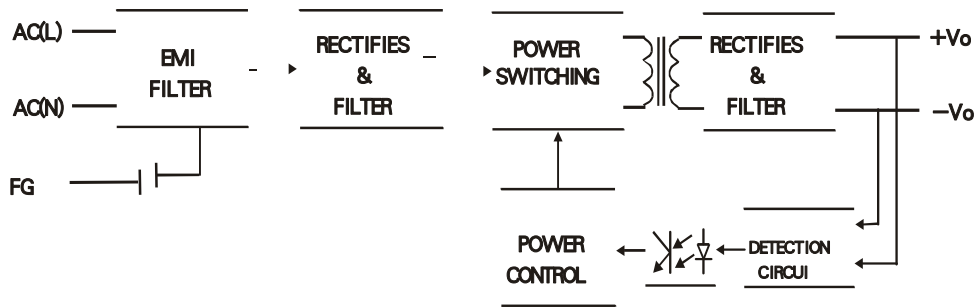 AC(L)
EMI
FILTER
AC(N)
FG
RECTIFIES
&
FILTER
POWER
SWITCHING
RECTIFIES
&
FILTER
+Vo
-Vo
POWER
CONTROL
DETECTION
CIRCUI